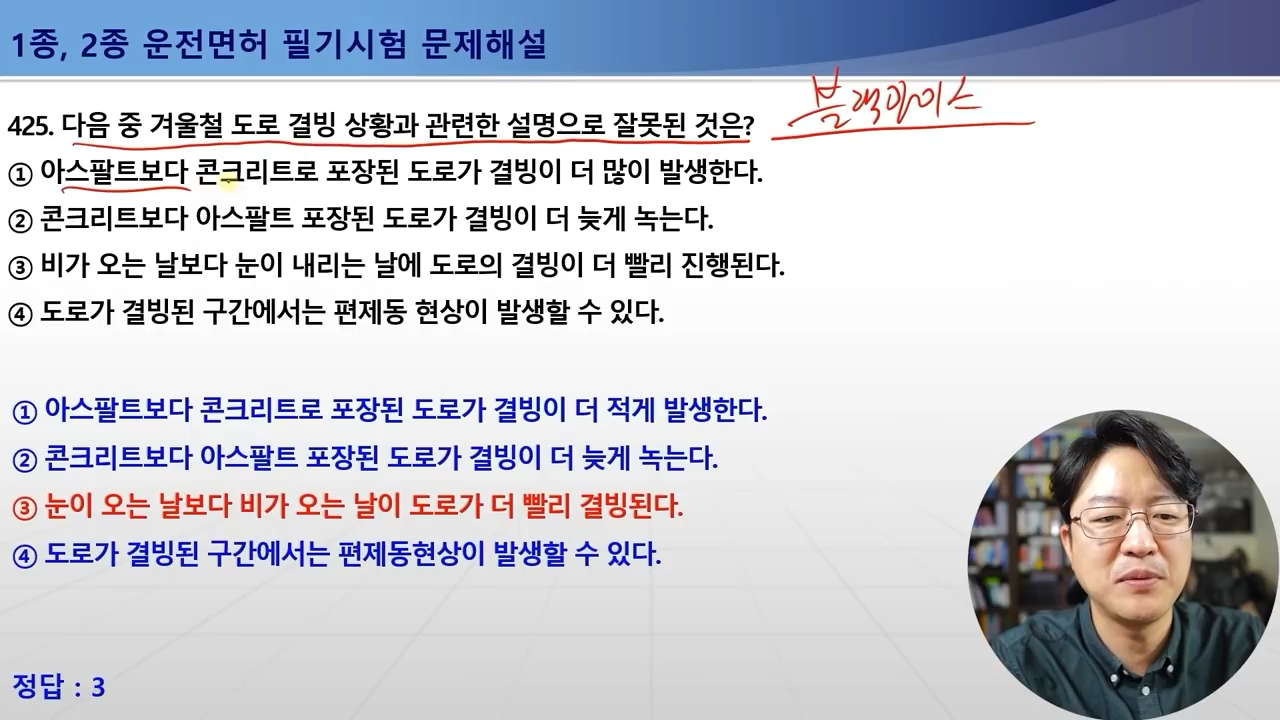 1종, 2종 운전면허 필기시험 문제해설
블랙아이스
425. 다음 중 겨울철 도로 결빙 상황과 관련한 설명으로 잘못된 것은?
① 아스팔트보다 콘크리트로 포장된 도로가 결빙이 더 많이 발생한다.
② 콘크리트보다 아스팔트 포장된 도로가 결빙이 더 늦게 녹는다.
③ 비가 오는 날보다 눈이 내리는 날에 도로의 결빙이 더 빨리 진행된다.
④ 도로가 결빙된 구간에서는 편제동 현상이 발생할 수 있다.
① 아스팔트보다 콘크리트로 포장된 도로가 결빙이 더 적게 발생한다.
② 콘크리트보다 아스팔트 포장된 도로가 결빙이 더 늦게 녹는다.
③ 눈이 오는 날보다 비가 오는 날이 도로가 더 빨리 결빙된다.
④ 도로가 결빙된 구간에서는 편제동현상이 발생할 수 있다.
정답 : 3